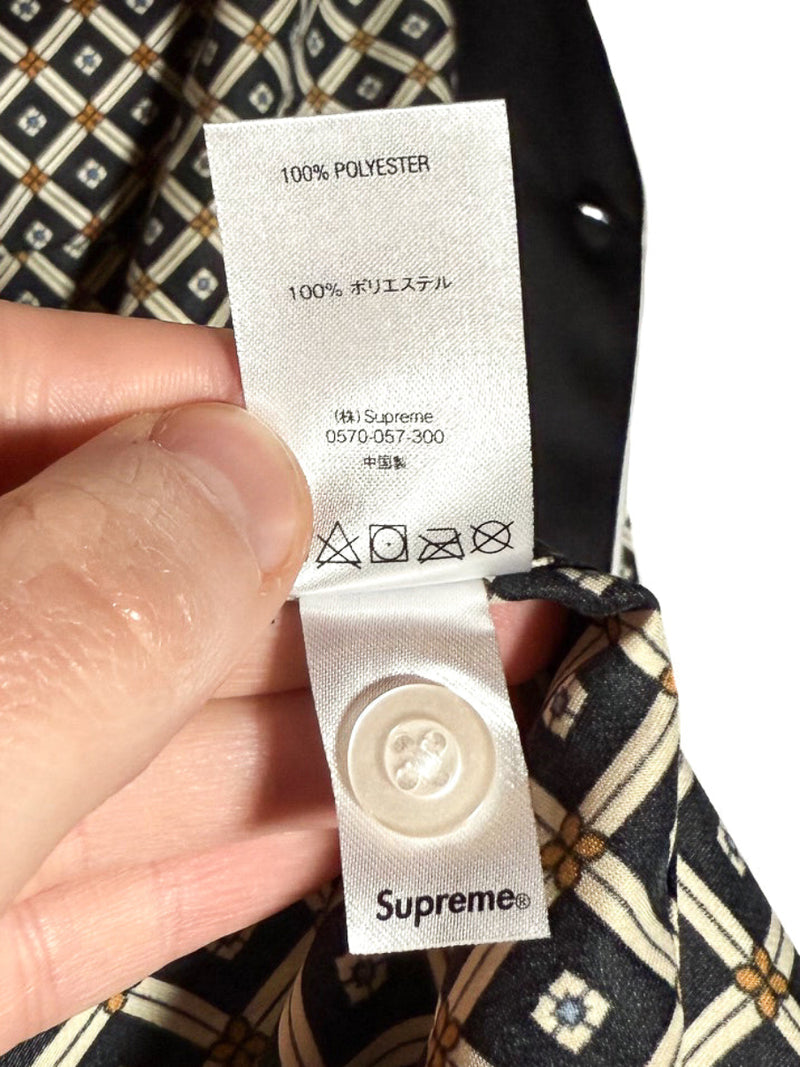 100% POLYESTER
100% ポリエステル
(株) Supreme
0570-057-300
中国製
Supreme®